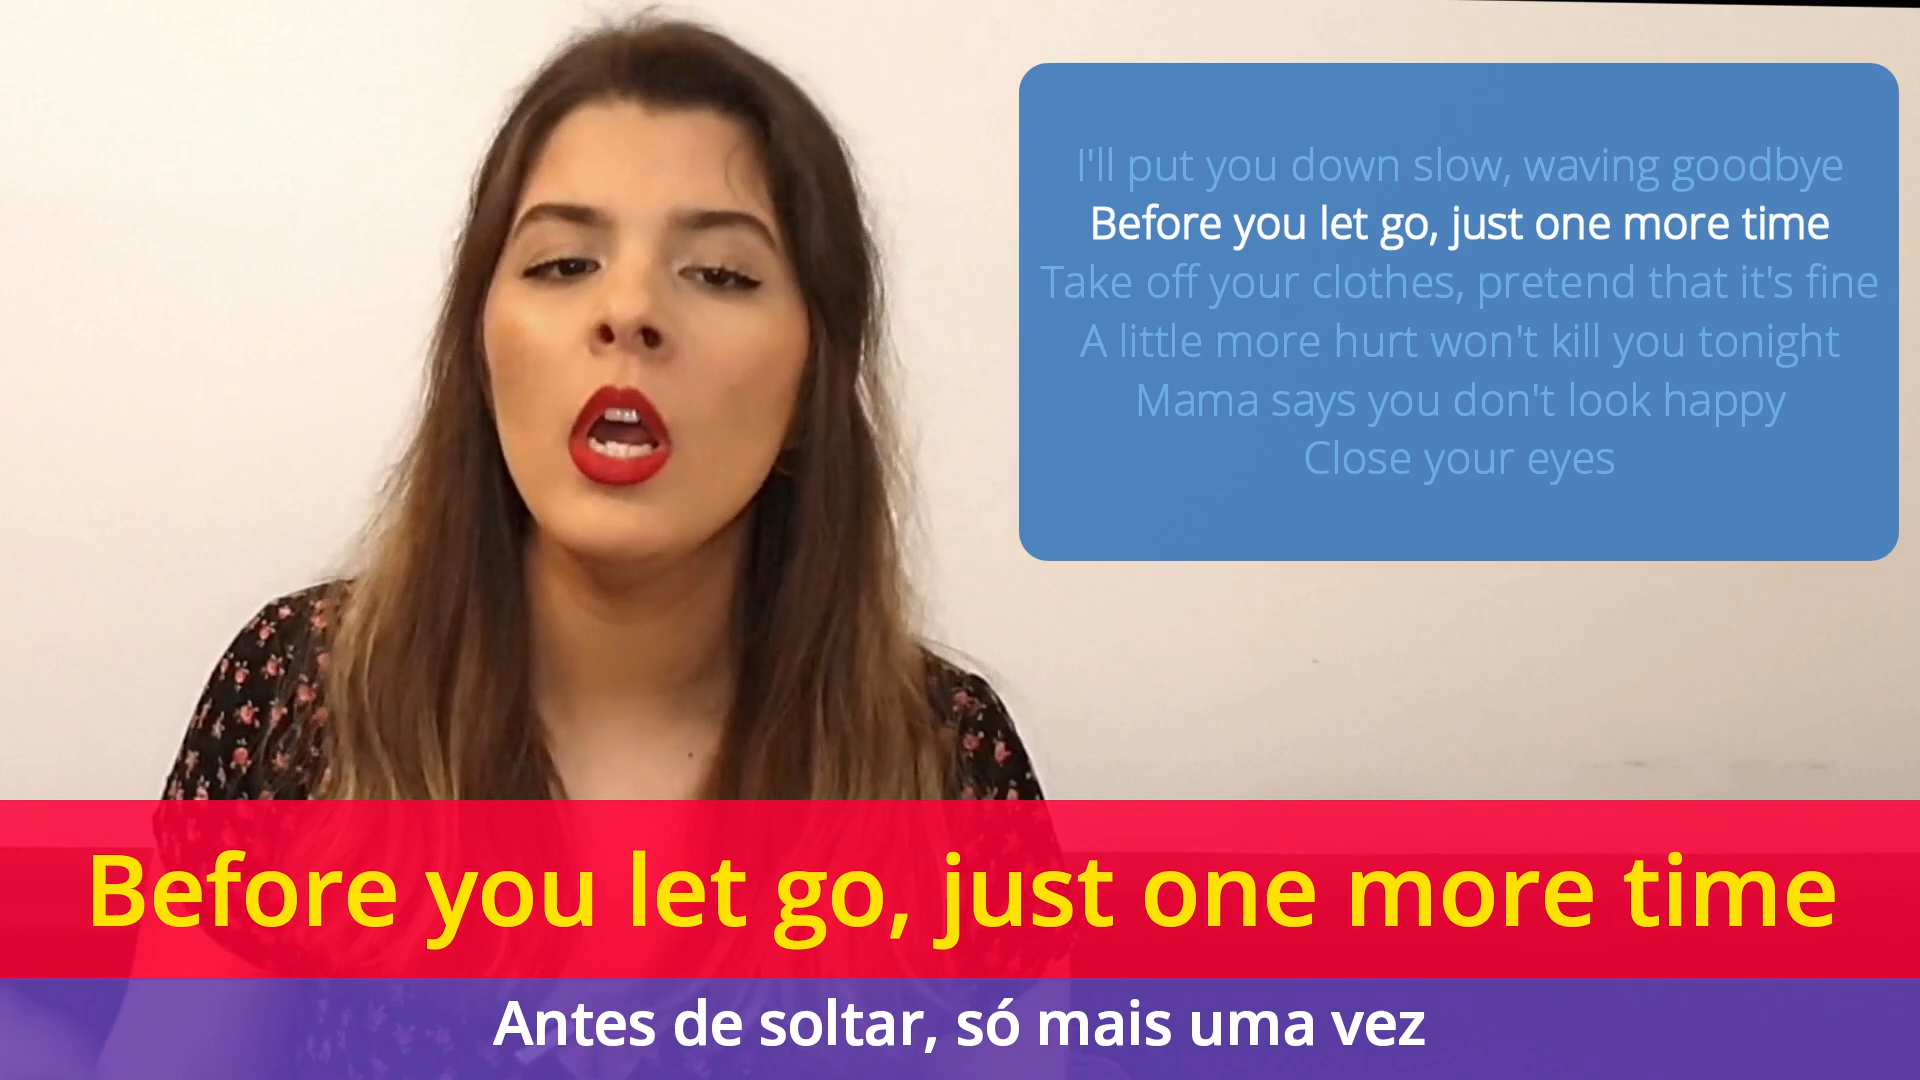 I'll put you down slow, waving goodbye
Before you let go, just one more time
Take off your clothes, pretend that it's fine
A little more hurt won't kill you tonight
Mama says you don't look happy
Close your eyes
Before you let go, just one more time
Antes de soltar, só mais uma vez